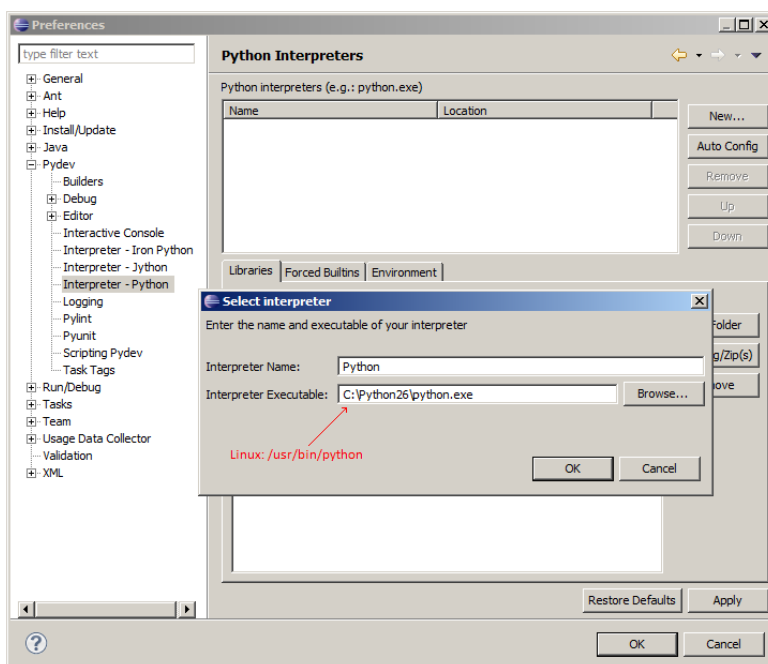 Preferences
type filter text
Python Interpreters
General
Ant
Help
Install/Update
Java
Pydev
Builders
Debug
Editor
Interactive Console
Interpreter - Iron Python
Interpreter - Jython
Interpreter - Python
Logging
Pylint
Pyunit
Scripting Pydev
Task Tags
Run/Debug
Tasks
Team
Usage Data Collector
Validation
XML
Python interpreters (e.g.: python.exe)
Name Location
New...
Auto Config
Remove
Up
Down
Libraries Forced Builtins Environment
Folder
g/Zip(s)
ove
Select interpreter
Enter the name and executable of your interpreter
Interpreter Name: Python
Interpreter Executable: C:\Python26\python.exe Browse...
Linux: /usr/bin/python
OK Cancel
Restore Defaults Apply
? OK Cancel